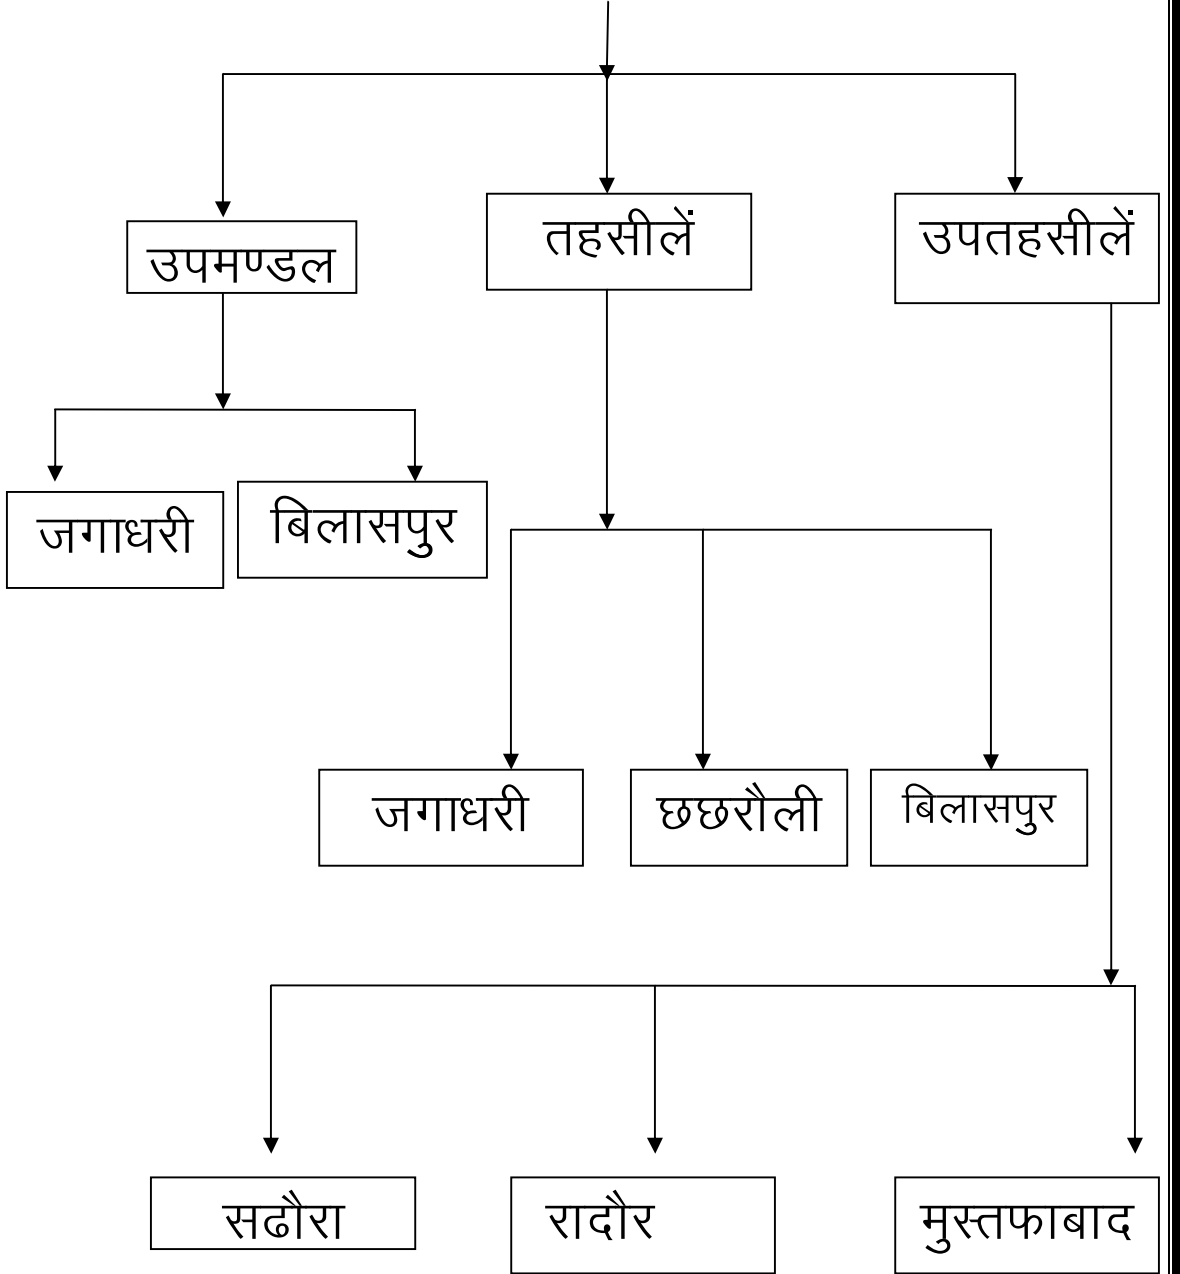 उपमण्डल
तहसीलें
उपतहसीलें
जगाधरी
बिलासपुर
जगाधरी
छछरौली
बिलासपुर
सढौरा
रादौर
मुस्तफाबाद